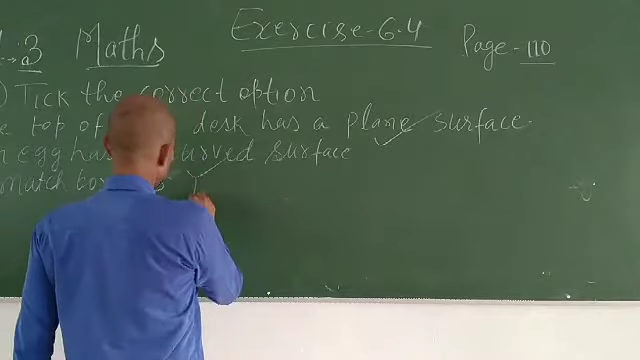 3 Maths Exercise-6.4 Page-110
) Tick the correct option
top of desk has a plane surface.
egg has curved surface
match box